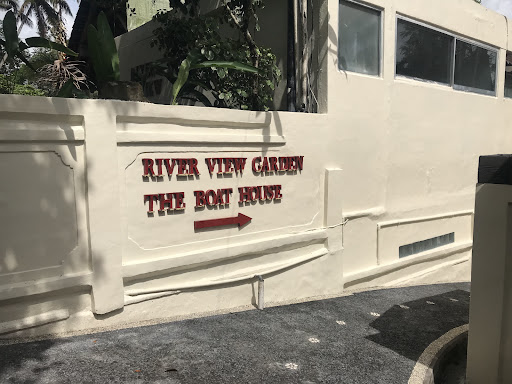 RIVER VIEW GARDEN
THE BOAT HOUSE